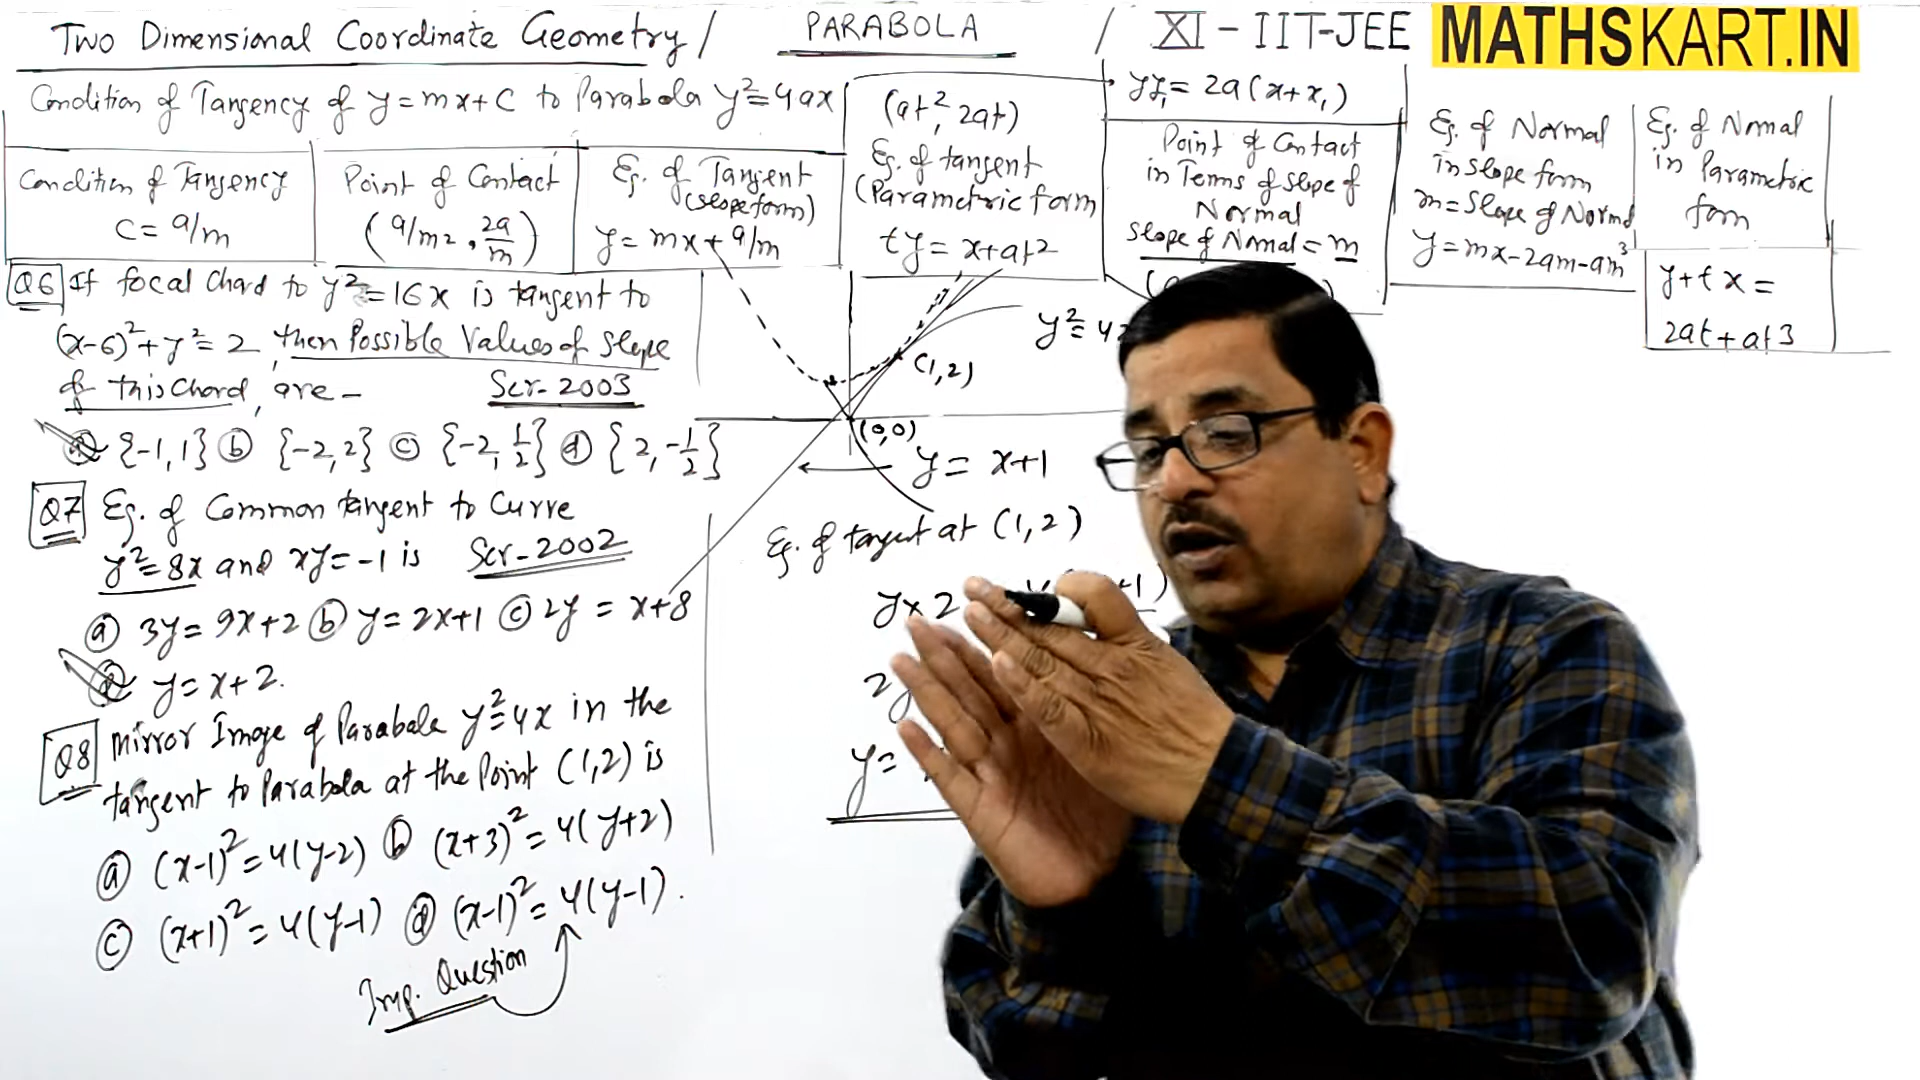 Two Dimensional Coordinate Geometry / PARABOLA / XI - IIT-JEE MATHSKART.IN
Condition of Tangency of y=mx+c to Parabola y²=4ax
Condition of Tangency
c = a/m
Point of Contact
(a/m², 2a/m)
Eq. of Tangent
(slope form)
y = mx + a/m
(at², 2at)
Eq. of tangent
(Parametric form
ty = x+at²
yy₁ = 2a(x+x₁)
Point of Contact
in Terms of slope of
Normal
slope of Normal = m
Eq. of Normal
in slope form
m = slope of Normal
y = mx-2am-am³
Eq. of Normal
in Parametric
form
y+tx =
2at+at3
Q6 If focal Chord to y²=16x is tangent to
(x-6)²+y²=2, then Possible Values of slope
of this Chord, are - Scr-2003
(a) {-1,1} (b) {-2,2} (c) {-2, 1/2} (d) {2, -1/2}
Q7 Eq. of Common tangent to Curve
y²=8x and xy=-1 is Scr-2002
(a) 3y=9x+2 (b) y=2x+1 (c) 2y = x+8
(d) y=x+2.
Q8 Mirror Image of Parabola y²=4x in the
tangent to Parabola at the Point (1,2) is
(a) (x-1)²=4(y-2) (b) (x+3)²=4(y+2)
(c) (x+1)²=4(y-1) (d) (x-1)²=4(y-1).
Imp. Question
(1,2)
(0,0)
y = x+1
Eq. of tangent at (1,2)
y×2
y=